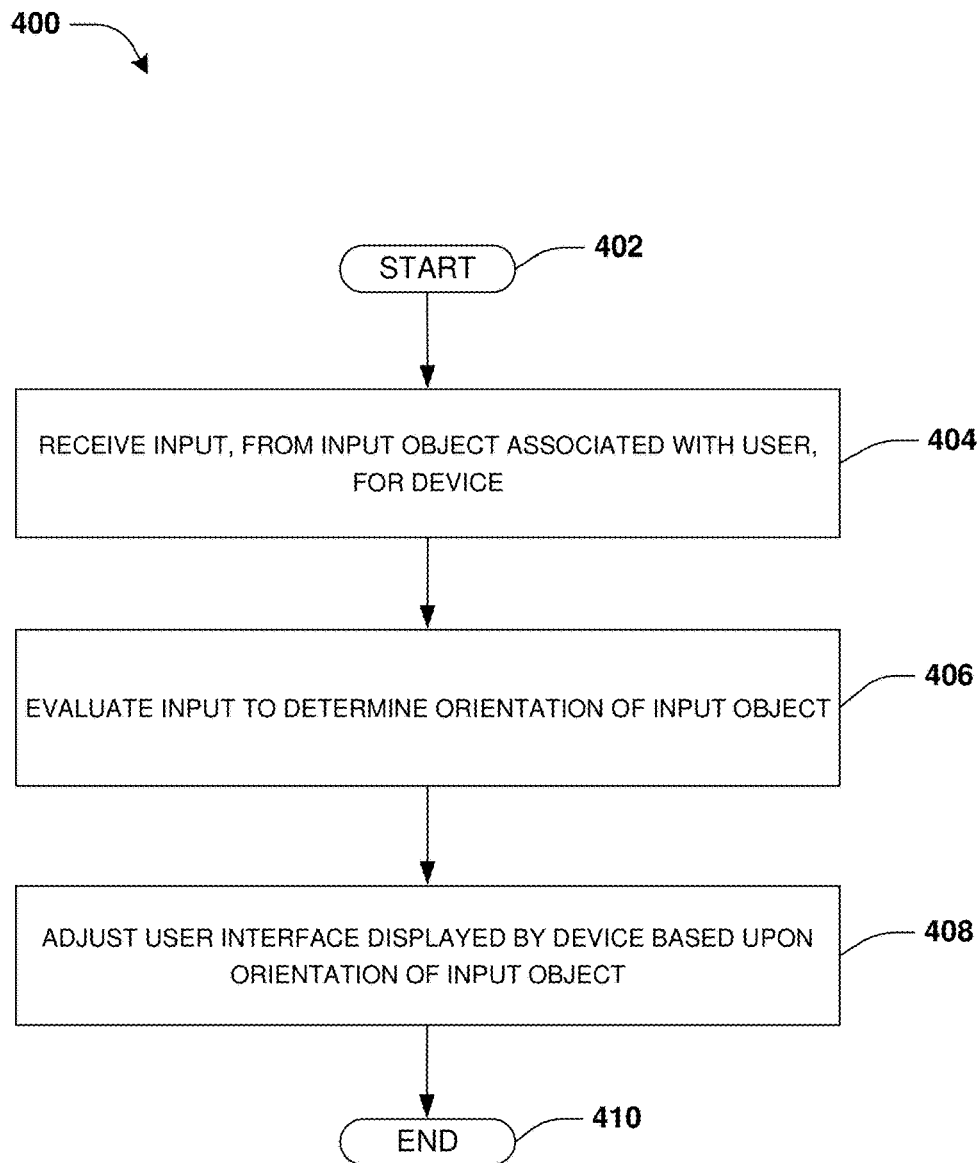 400
START
402
RECEIVE INPUT, FROM INPUT OBJECT ASSOCIATED WITH USER,
FOR DEVICE
404
EVALUATE INPUT TO DETERMINE ORIENTATION OF INPUT OBJECT
406
ADJUST USER INTERFACE DISPLAYED BY DEVICE BASED UPON
ORIENTATION OF INPUT OBJECT
408
END
410